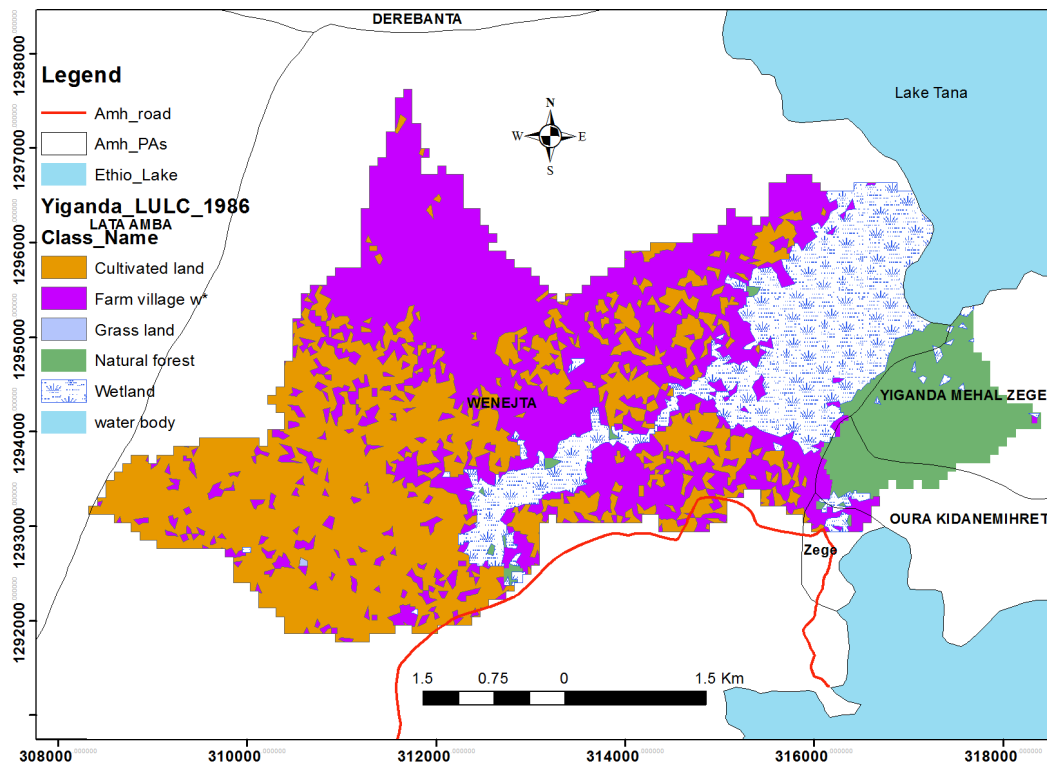 DEREBANTA
1298000
Legend
Lake Tana
Amh_road
N
W E
S
1297000
Amh_PAs
Ethio_Lake
Yiganda_LULC_1986
LATA AMBA
Class_Name
1296000
Cultivated land
Farm village w*
Grass land
1295000
Natural forest
Wetland
WENEJTA
YIGANDA MEHAL ZEGE
water body
1294000
OURA KIDANEMIHRET
1293000
Zege
1292000
1.5 0.75 0 1.5 Km
308000 310000 312000 314000 316000 318000